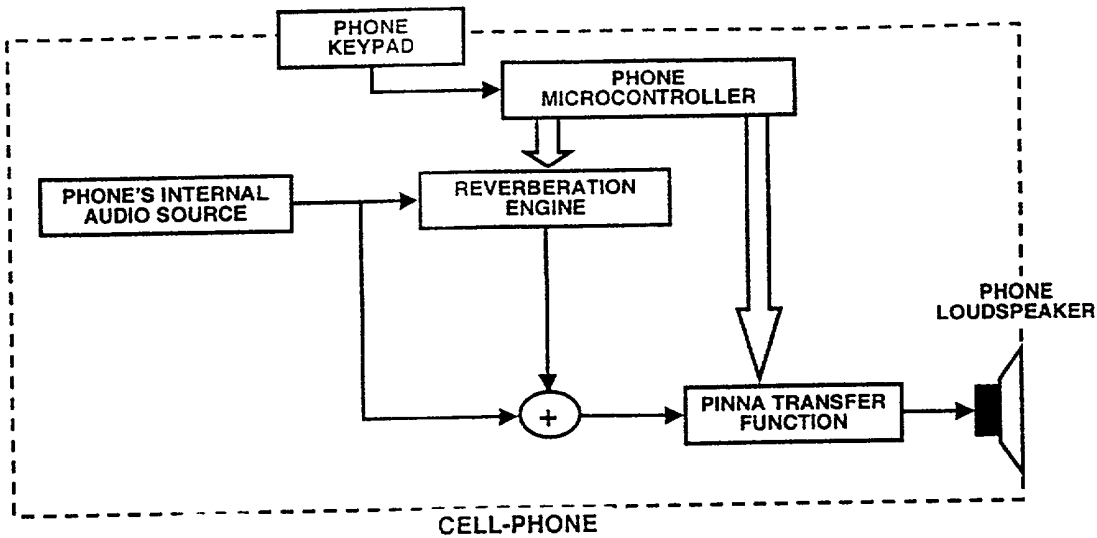 PHONE
KEYPAD
PHONE
MICROCONTROLLER
PHONE'S INTERNAL
AUDIO SOURCE
REVERBERATION
ENGINE
PHONE
LOUDSPEAKER
+
PINNA TRANSFER
FUNCTION
CELL-PHONE